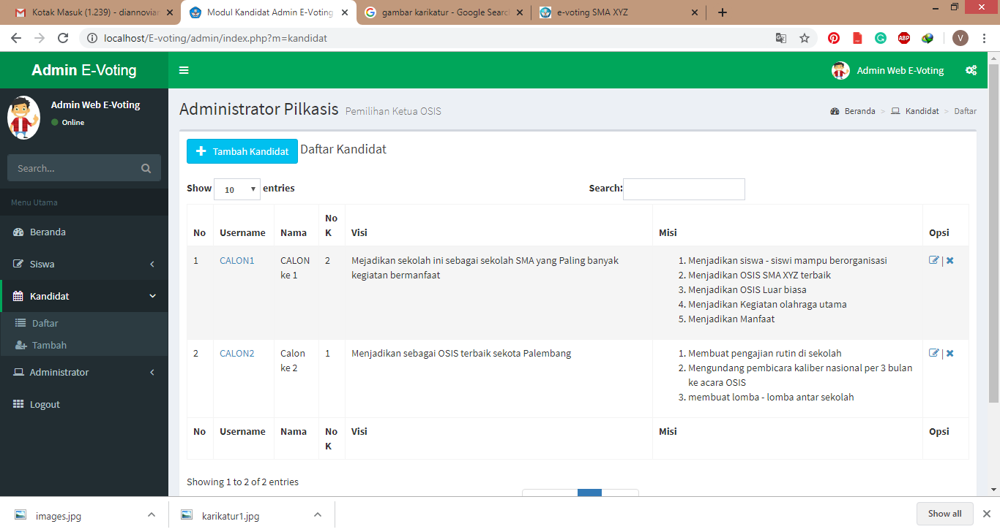 Kotak Masuk (1.239) - diannovian
Modul Kandidat Admin E-Voting
gambar karikatur - Google Search
e-voting SMA XYZ
localhost/E-voting/admin/index.php?m=kandidat
ABP
V
Admin E-Voting
Admin Web E-Voting
Admin Web E-Voting
Online
Search...
Menu Utama
Beranda
Siswa
Kandidat
Daftar
Tambah
Administrator
Logout
Administrator Pilkasis Pemilihan Ketua OSIS
Beranda > Kandidat > Daftar
Tambah Kandidat Daftar Kandidat
Show 10 entries
Search:
No Username Nama No K Visi Misi Opsi
1 CALON1 CALON ke 1 2 Mejadikan sekolah ini sebagai sekolah SMA yang Paling banyak
kegiatan bermanfaat
1. Menjadikan siswa - siswi mampu berorganisasi
2. Menjadikan OSIS SMA XYZ terbaik
3. Menjadikan OSIS Luar biasa
4. Menjadikan Kegiatan olahraga utama
5. Menjadikan Manfaat
|
2 CALON2 Calon ke 2 1 Menjadikan sebagai OSIS terbaik sekota Palembang
1. Membuat pengajian rutin di sekolah
2. Mengundang pembicara kaliber nasional per 3 bulan
ke acara OSIS
3. membuat lomba - lomba antar sekolah
|
No Username Nama No K Visi Misi Opsi
Showing 1 to 2 of 2 entries
images.jpg
karikatur1.jpg
Show all